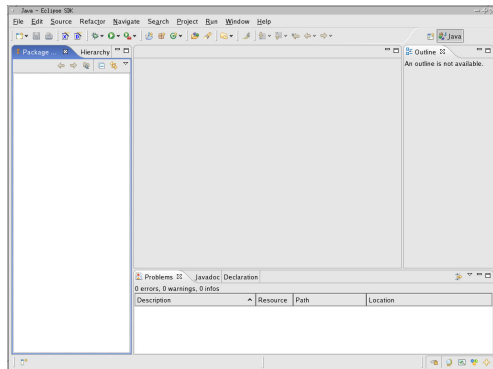 Java - Eclipse SDK
File Edit Source Refactor Navigate Search Project Run Window Help
Java
Package ... Hierarchy
Outline
An outline is not available.
Problems Javadoc Declaration
0 errors, 0 warnings, 0 infos
Description Resource Path Location